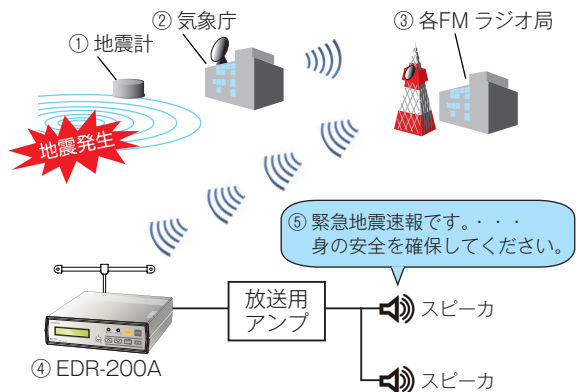 ① 地震計
② 気象庁
③ 各FM ラジオ局
地震発生
⑤ 緊急地震速報です。・・・
身の安全を確保してください。
放送用
アンプ
スピーカ
④ EDR-200A
スピーカ